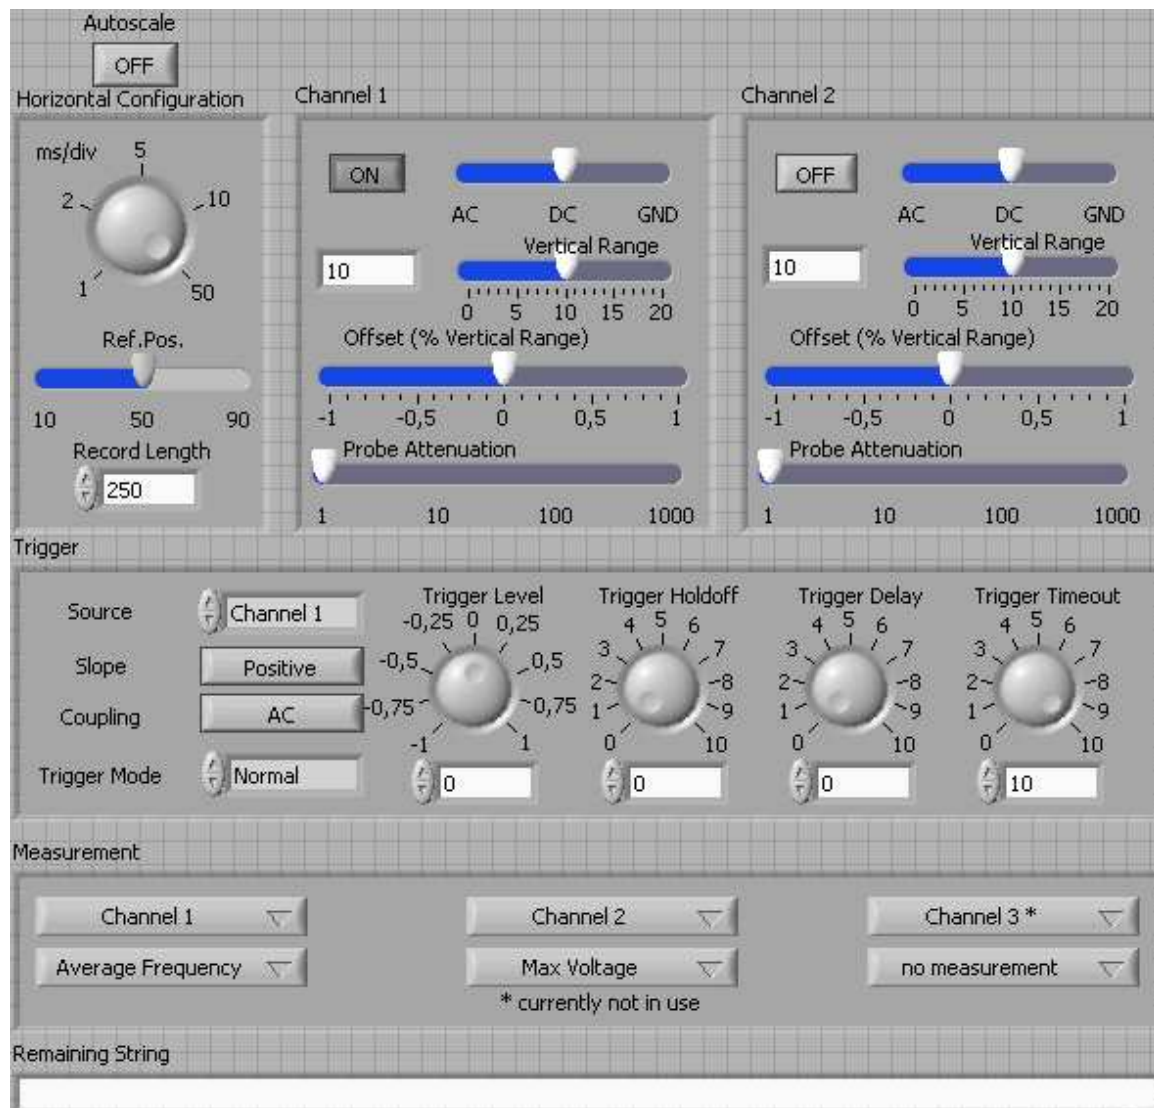 Autoscale
OFF
Horizontal Configuration
ms/div
5
2
10
1
50
Ref.Pos.
10 50 90
Record Length
250
Channel 1
ON
AC DC GND
Vertical Range
10
0 5 10 15 20
Offset (% Vertical Range)
-1 -0,5 0 0,5 1
Probe Attenuation
1 10 100 1000
Channel 2
OFF
AC DC GND
Vertical Range
10
0 5 10 15 20
Offset (% Vertical Range)
-1 -0,5 0 0,5 1
Probe Attenuation
1 10 100 1000
Trigger
Source Channel 1
Slope Positive
Coupling AC
Trigger Mode Normal
Trigger Level
-0,25 0 0,25
-0,5 0,5
-0,75 0,75
-1 1
0
Trigger Holdoff
4 5 6
3 7
2 8
1 9
0 10
0
Trigger Delay
4 5 6
3 7
2 8
1 9
0 10
0
Trigger Timeout
4 5 6
3 7
2 8
1 9
0 10
10
Measurement
Channel 1 Channel 2 Channel 3 *
Average Frequency Max Voltage no measurement
* currently not in use
Remaining String